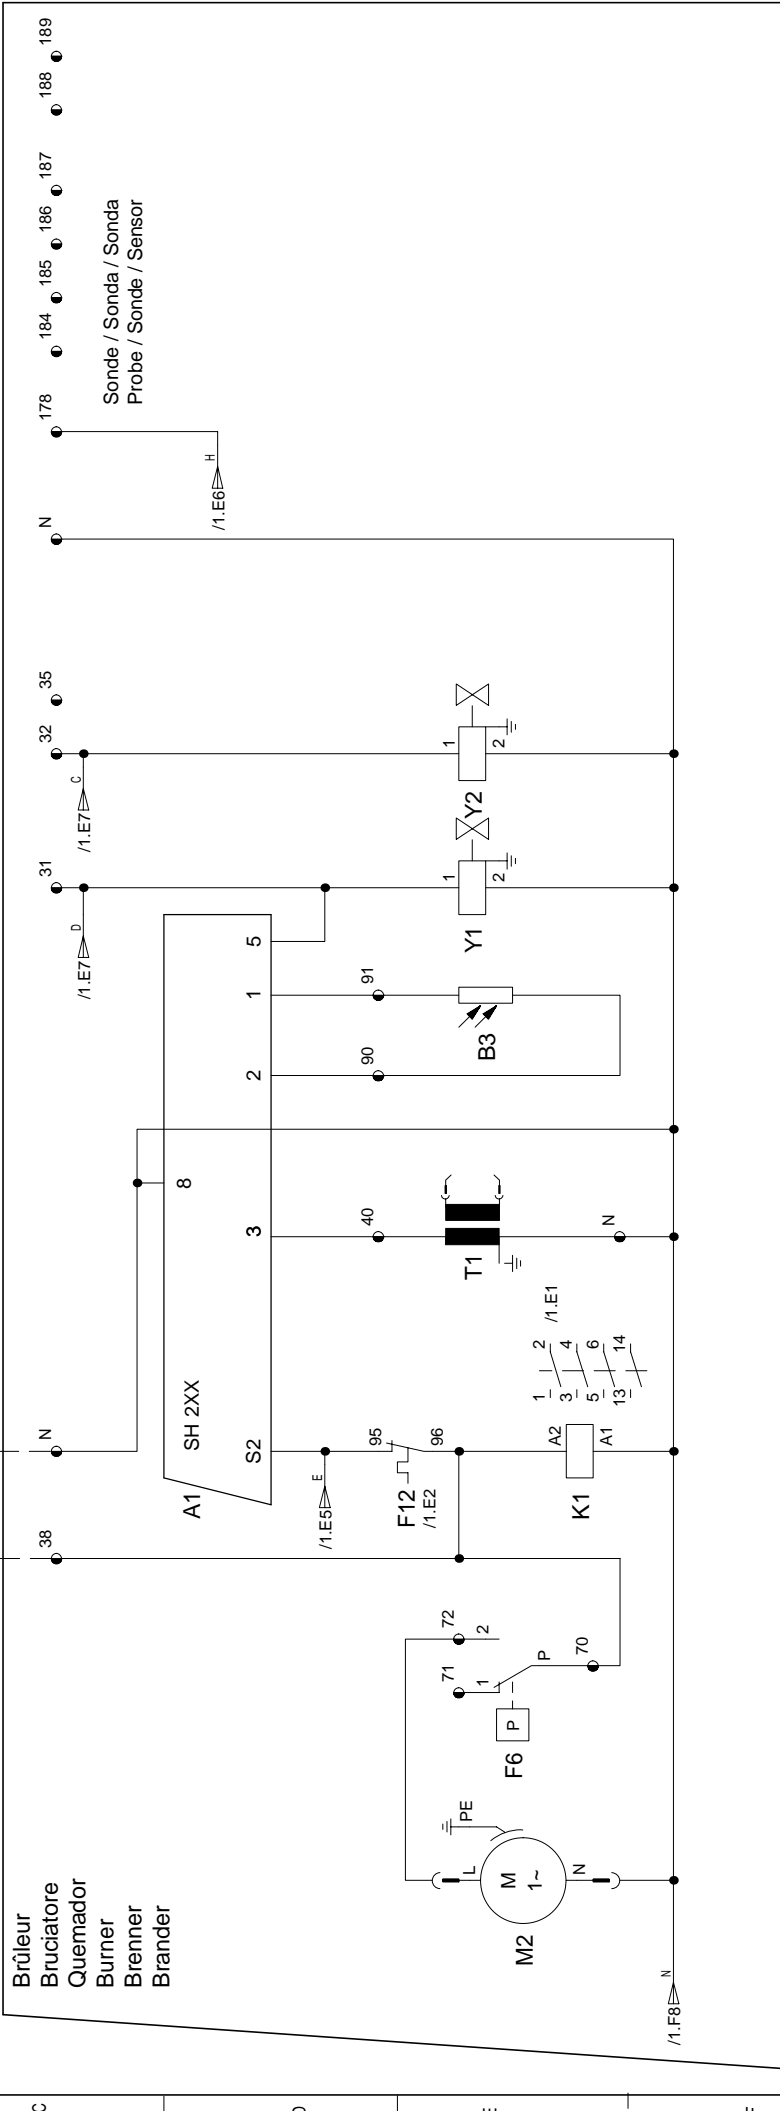 Brûleur
Bruciatore
Quemador
Burner
Brenner
Brander
38
N
31
32
35
N
178
184
185
186
187
188
189
Sonde / Sonda / Sonda
Probe / Sonde / Sensor
/1.E7 D
/1.E7 C
/1.E6 H
A1
SH 2XX
8
S2
3
2
1
5
/1.E5 E
F12
/1.E2
95
96
40
90
91
71
72
1
2
P
P
70
F6
M2
M
1~
L
N
PE
K1
A2
A1
1 2
3 4
5 6
13 14
/1.E1
T1
N
B3
Y1
1
2
Y2
1
2
/1.F8 N
C
D
E
F